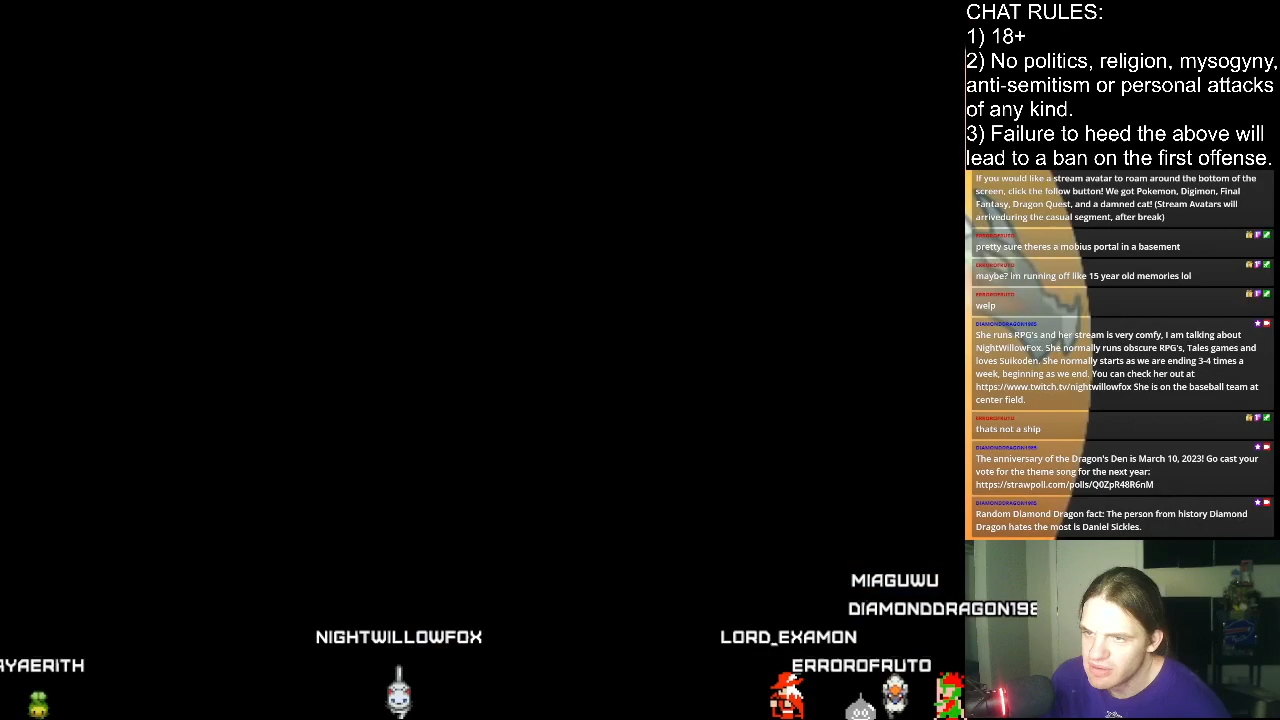 CHAT RULES:
1) 18+
2) No politics, religion, mysogyny,
anti-semitism or personal attacks
of any kind.
3) Failure to heed the above will
lead to a ban on the first offense.
If you would like a stream avatar to roam around the bottom of the
screen, click the follow button! We got Pokemon, Digimon, Final
Fantasy, Dragon Quest, and a damned cat! (Stream Avatars will
arriveduring the casual segment, after break)
ERROROFRUTO
pretty sure theres a mobius portal in a basement
ERROROFRUTO
maybe? im running off like 15 year old memories lol
ERROROFRUTO
welp
DIAMONDDRAGON1985
She runs RPG's and her stream is very comfy, I am talking about
NightWillowFox. She normally runs obscure RPG's, Tales games and
loves Suikoden. She normally starts as we are ending 3-4 times a
week, beginning as we end. You can check her out at
https://www.twitch.tv/nightwillowfox She is on the baseball team at
center field.
ERROROFRUTO
thats not a ship
DIAMONDDRAGON1985
The anniversary of the Dragon's Den is March 10, 2023! Go cast your
vote for the theme song for the next year:
https://strawpoll.com/polls/Q0ZpR48R6nM
DIAMONDDRAGON1985
Random Diamond Dragon fact: The person from history Diamond
Dragon hates the most is Daniel Sickles.
MIAGUWU
DIAMONDDRAGON198
NIGHTWILLOWFOX
LORD_EXAMON
AYAERITH
ERROROFRUTO